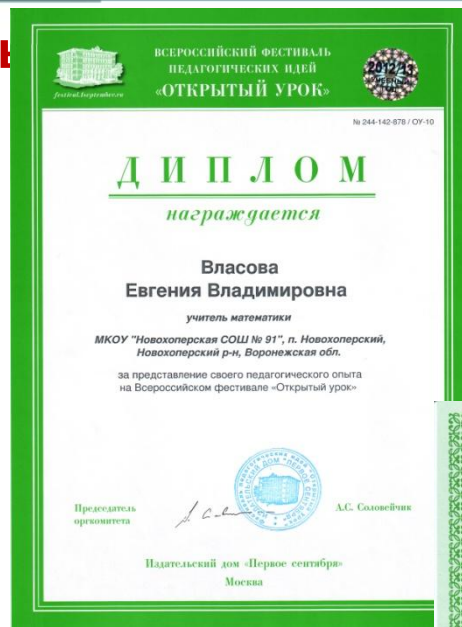 ВСЕРОССИЙСКИЙ ФЕСТИВАЛЬ
ПЕДАГОГИЧЕСКИХ ИДЕЙ
«ОТКРЫТЫЙ УРОК»
festival.1september.ru
2012/13
№ 244-142-878 / ОУ-10
ДИПЛОМ
награждается
Власова
Евгения Владимировна
учитель математики
МКОУ "Новохоперская СОШ № 91", п. Новохоперский,
Новохоперский р-н, Воронежская обл.
за представление своего педагогического опыта
на Всероссийском фестивале «Открытый урок»
Председатель
оргкомитета
А.С. Соловейчик
Издательский дом «Первое сентября»
Москва